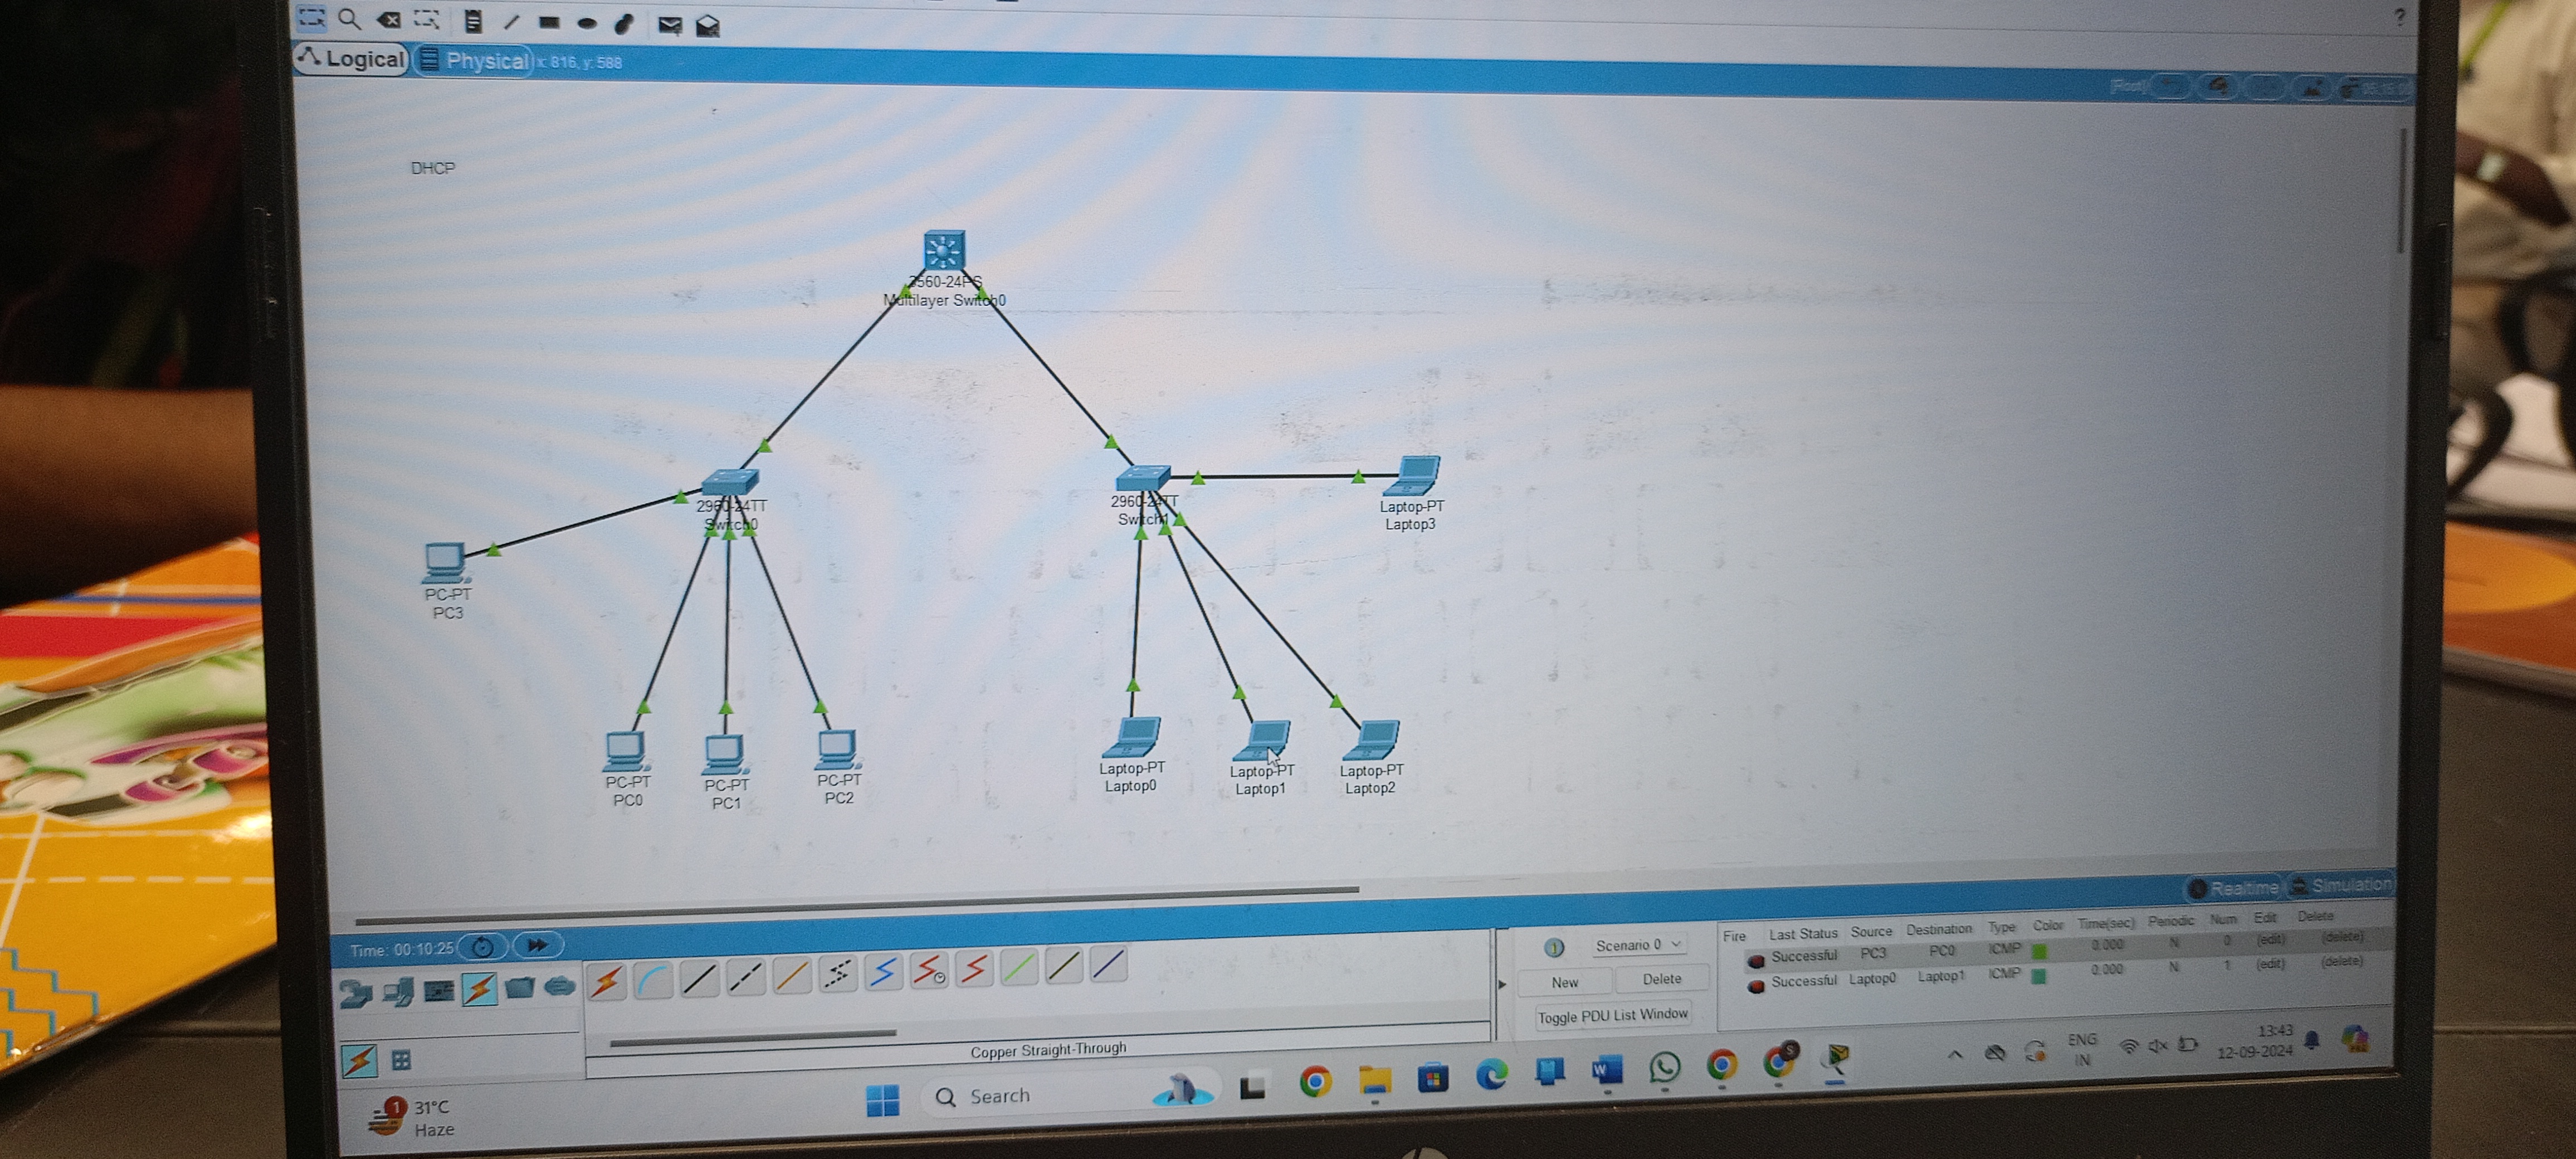 ?
Logical
Physical x: 816, y: 588
[Root]
DHCP
3560-24PS
Multilayer Switch0
2960-24TT
Switch0
2960-24TT
Switch1
Laptop-PT
Laptop3
PC-PT
PC3
PC-PT
PC0
PC-PT
PC1
PC-PT
PC2
Laptop-PT
Laptop0
Laptop-PT
Laptop1
Laptop-PT
Laptop2
Realtime Simulation
Time: 00:10:25
Scenario 0
New Delete
Toggle PDU List Window
Fire Last Status Source Destination Type Color Time(sec) Periodic Num Edit Delete
Successful PC3 PC0 ICMP 0.000 N 0 (edit) (delete)
Successful Laptop0 Laptop1 ICMP 0.000 N 1 (edit) (delete)
Copper Straight-Through
1
31°C
Haze
Search
W
S
ENG
IN
13:43
12-09-2024